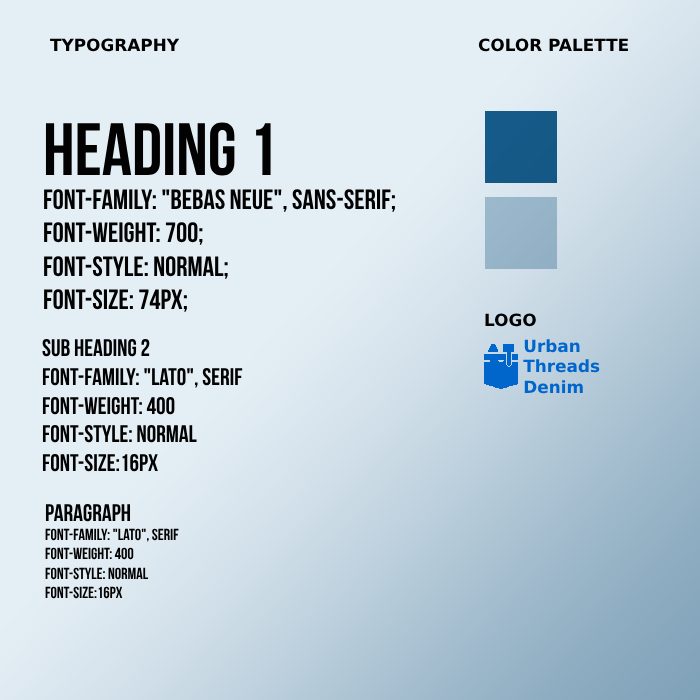 TYPOGRAPHY
HEADING 1
FONT-FAMILY: "BEBAS NEUE", SANS-SERIF;
FONT-WEIGHT: 700;
FONT-STYLE: NORMAL;
FONT-SIZE: 74PX;
SUB HEADING 2
FONT-FAMILY: "LATO", SERIF
FONT-WEIGHT: 400
FONT-STYLE: NORMAL
FONT-SIZE:16PX
PARAGRAPH
FONT-FAMILY: "LATO", SERIF
FONT-WEIGHT: 400
FONT-STYLE: NORMAL
FONT-SIZE:16PX
COLOR PALETTE
LOGO
Urban
Threads
Denim